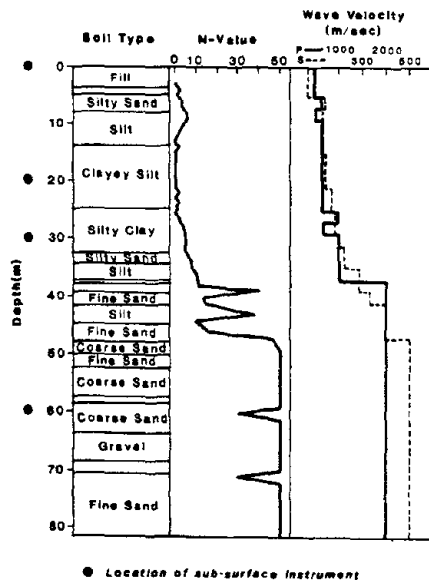 Wave Velocity
(m/sec)
Soil Type
N-Value
P 1000 2000
S 300 600
0 10 30 50
Depth(m)
0
10
20
30
40
50
60
70
80
Fill
Silty Sand
Silt
Clayey Silt
Silty Clay
Silty Sand
Silt
Fine Sand
Silt
Fine Sand
Coarse Sand
Fine Sand
Coarse Sand
Coarse Sand
Gravel
Fine Sand
Location of sub-surface instrument